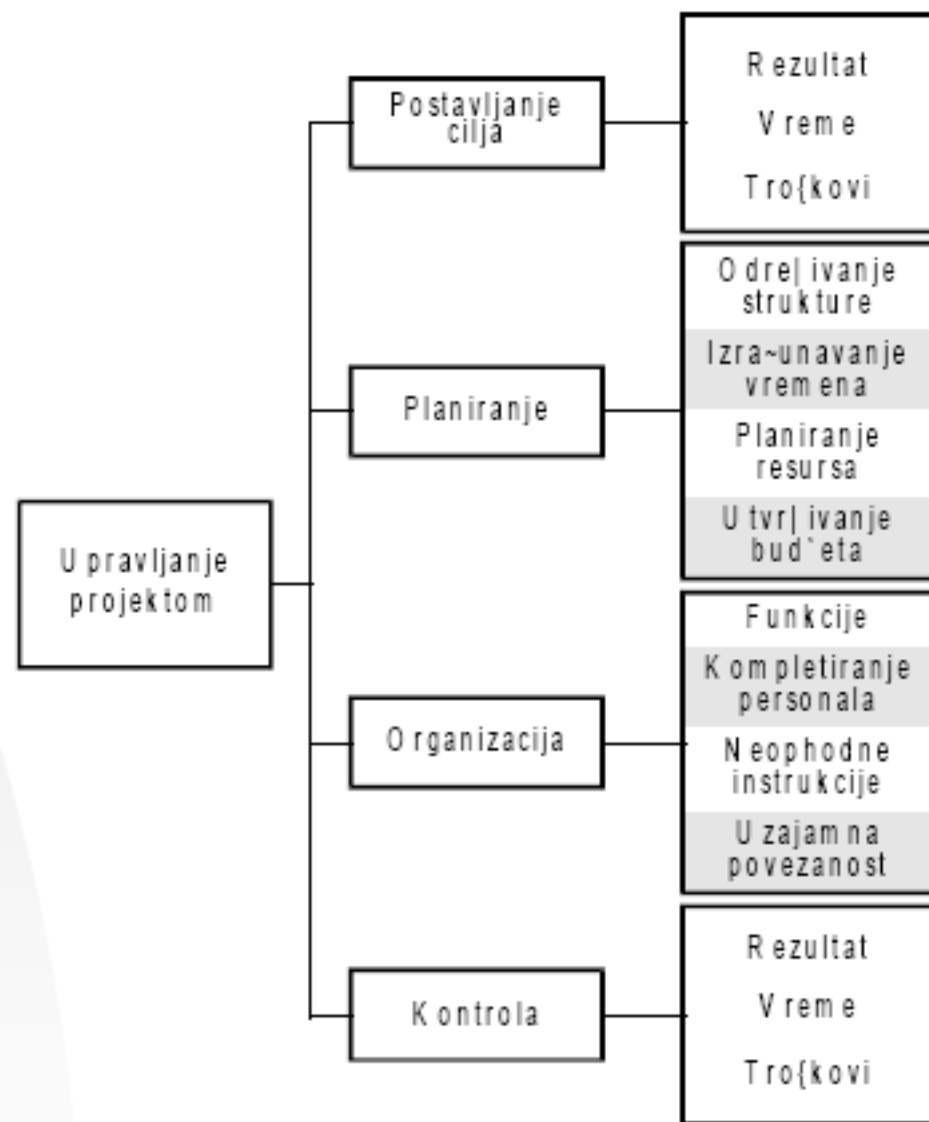 Upravljanje
projektom
Postavljanje
cilja
Rezultat
Vreme
Tro{kovi
Planiranje
Odre|ivanje
strukture
Izra~unavanje
vremena
Planiranje
resursa
Utvr|ivanje
bud`eta
Organizacija
Funkcije
Kompletiranje
personala
Neophodne
instrukcije
Uzajamna
povezanost
Kontrola
Rezultat
Vreme
Tro{kovi